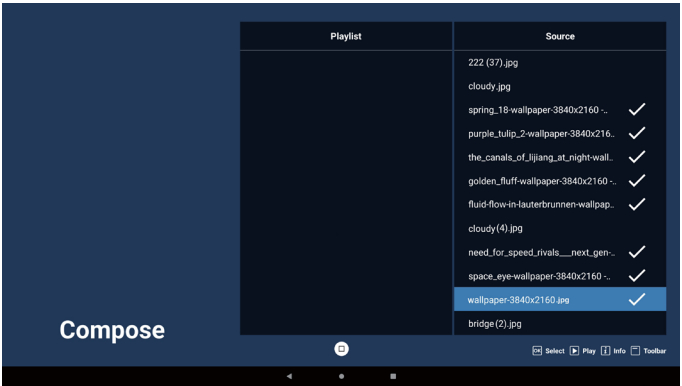 Playlist
Source
222 (37).jpg
cloudy.jpg
spring_18-wallpaper-3840x2160 -..
purple_tulip_2-wallpaper-3840x216..
the_canals_of_lijiang_at_night-wall..
golden_fluff-wallpaper-3840x2160 -..
fluid-flow-in-lauterbrunnen-wallpap..
cloudy(4).jpg
need_for_speed_rivals___next_gen-..
space_eye-wallpaper-3840x2160 -..
wallpaper-3840x2160.jpg
bridge(2).jpg
Compose
OK Select Play i Info Toolbar